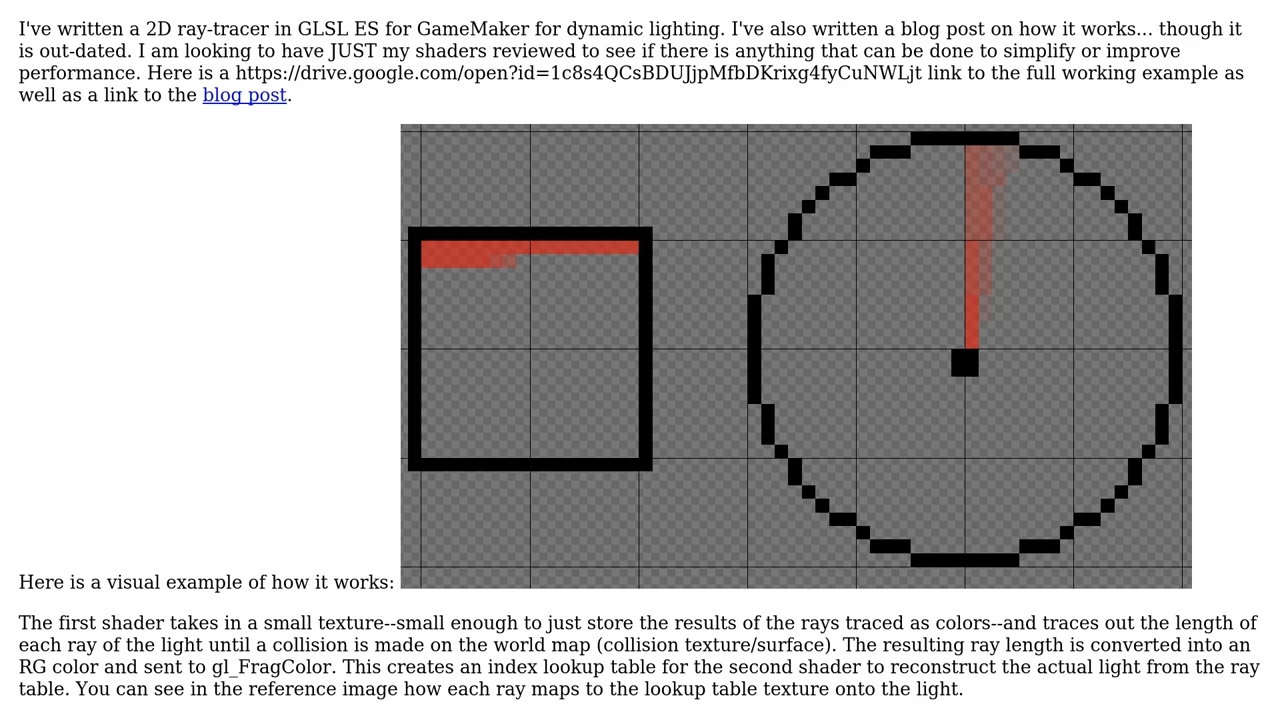 I've written a 2D ray-tracer in GLSL ES for GameMaker for dynamic lighting. I've also written a blog post on how it works... though it
is out-dated. I am looking to have JUST my shaders reviewed to see if there is anything that can be done to simplify or improve
performance. Here is a https://drive.google.com/open?id=1c8s4QCsBDUJjpMfbDKrixg4fyCuNWLjt link to the full working example as
well as a link to the blog post.
Here is a visual example of how it works:
The first shader takes in a small texture--small enough to just store the results of the rays traced as colors--and traces out the length of
each ray of the light until a collision is made on the world map (collision texture/surface). The resulting ray length is converted into an
RG color and sent to gl_FragColor. This creates an index lookup table for the second shader to reconstruct the actual light from the ray
table. You can see in the reference image how each ray maps to the lookup table texture onto the light.